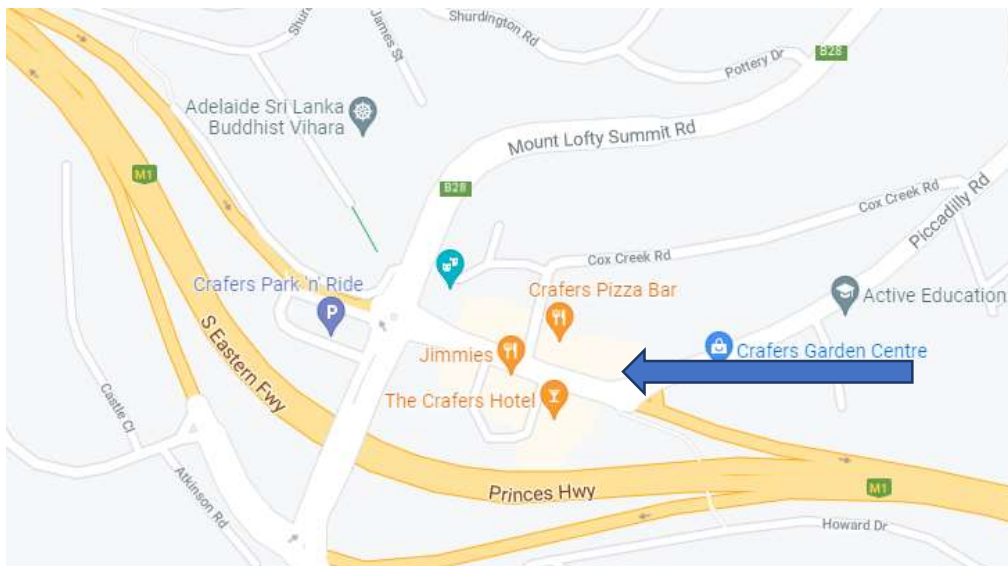 Shurdington Rd
Shurd
James St
B28
Pottery Dr
Adelaide Sri Lanka
Buddhist Vihara
Mount Lofty Summit Rd
M1
B28
Cox Creek Rd
Piccadilly Rd
Cox Creek Rd
Crafers Park 'n' Ride
P
Crafers Pizza Bar
Active Education
S Eastern Fwy
Jimmies
Crafers Garden Centre
The Crafers Hotel
Castle Cl
Princes Hwy
M1
Atkinson Rd
Howard Dr